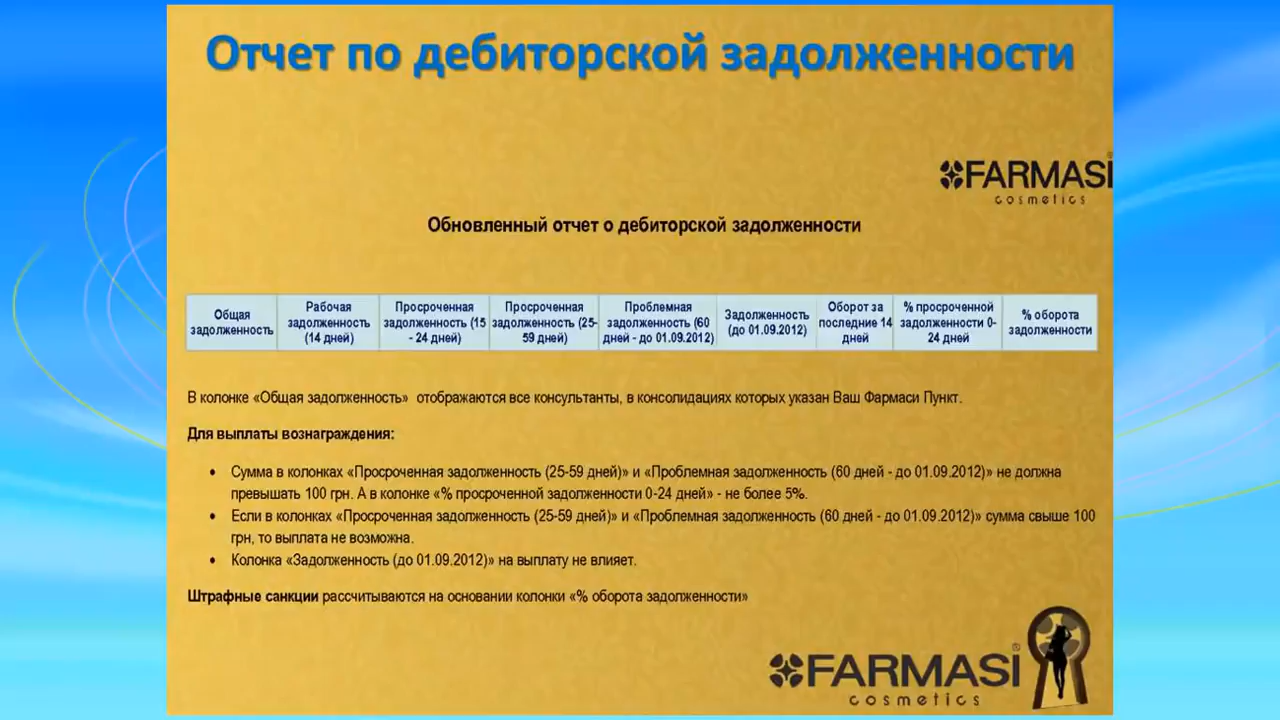 Отчет по дебиторской задолженности
FARMASI®
cosmetics
Обновленный отчет о дебиторской задолженности
Общая
задолженность
Рабочая
задолженность
(14 дней)
Просроченная
задолженность (15
- 24 дней)
Просроченная
задолженность (25-
59 дней)
Проблемная
задолженность (60
дней - до 01.09.2012)
Задолженность
(до 01.09.2012)
Оборот за
последние 14
дней
% просроченной
задолженности 0-
24 дней
% оборота
задолженности
В колонке «Общая задолженность» отображаются все консультанты, в консолидациях которых указан Ваш Фармаси Пункт.
Для выплаты вознаграждения:
• Сумма в колонках «Просроченная задолженность (25-59 дней)» и «Проблемная задолженность (60 дней - до 01.09.2012)» не должна
превышать 100 грн. А в колонке «% просроченной задолженности 0-24 дней» - не более 5%.
• Если в колонках «Просроченная задолженность (25-59 дней)» и «Проблемная задолженность (60 дней - до 01.09.2012)» сумма свыше 100
грн, то выплата не возможна.
• Колонка «Задолженность (до 01.09.2012)» на выплату не влияет.
Штрафные санкции рассчитываются на основании колонки «% оборота задолженности»
FARMASI®
cosmetics